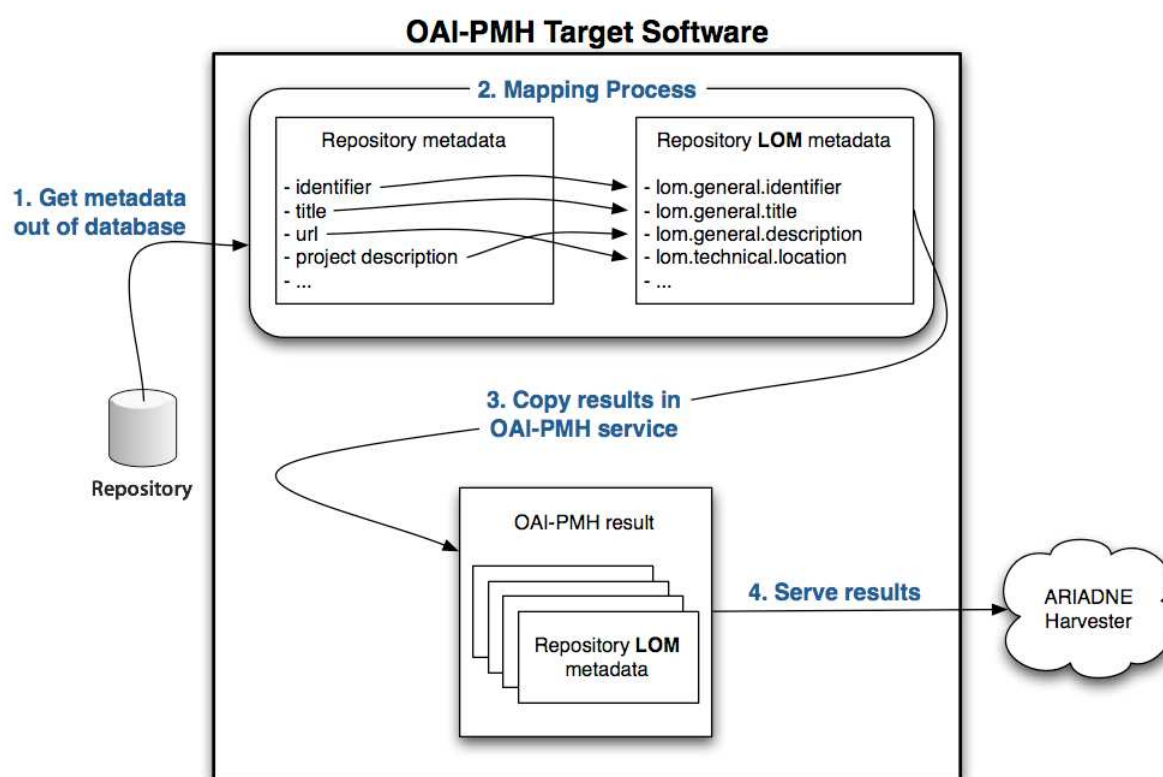 OAI-PMH Target Software
2. Mapping Process
Repository metadata
- identifier
- title
- url
- project description
- ...
Repository LOM metadata
- lom.general.identifier
- lom.general.title
- lom.general.description
- lom.technical.location
- ...
1. Get metadata
out of database
Repository
3. Copy results in
OAI-PMH service
OAI-PMH result
Repository LOM
metadata
4. Serve results
ARIADNE
Harvester